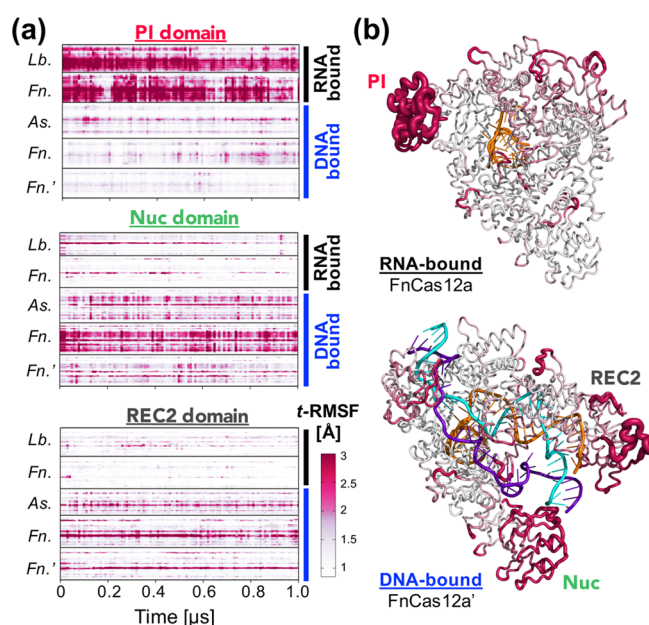 (a)
PI domain
Lb.
Fn.
As.
Fn.
Fn.’
RNA
bound
DNA
bound
Nuc domain
Lb.
Fn.
As.
Fn.
Fn.’
RNA
bound
DNA
bound
REC2 domain
Lb.
Fn.
As.
Fn.
Fn.’
t-RMSF
[Å]
3
2.5
2
1.5
1
0 0.2 0.4 0.6 0.8 1.0
Time [μs]
(b)
PI
RNA-bound
FnCas12a
REC2
DNA-bound
FnCas12a’
Nuc